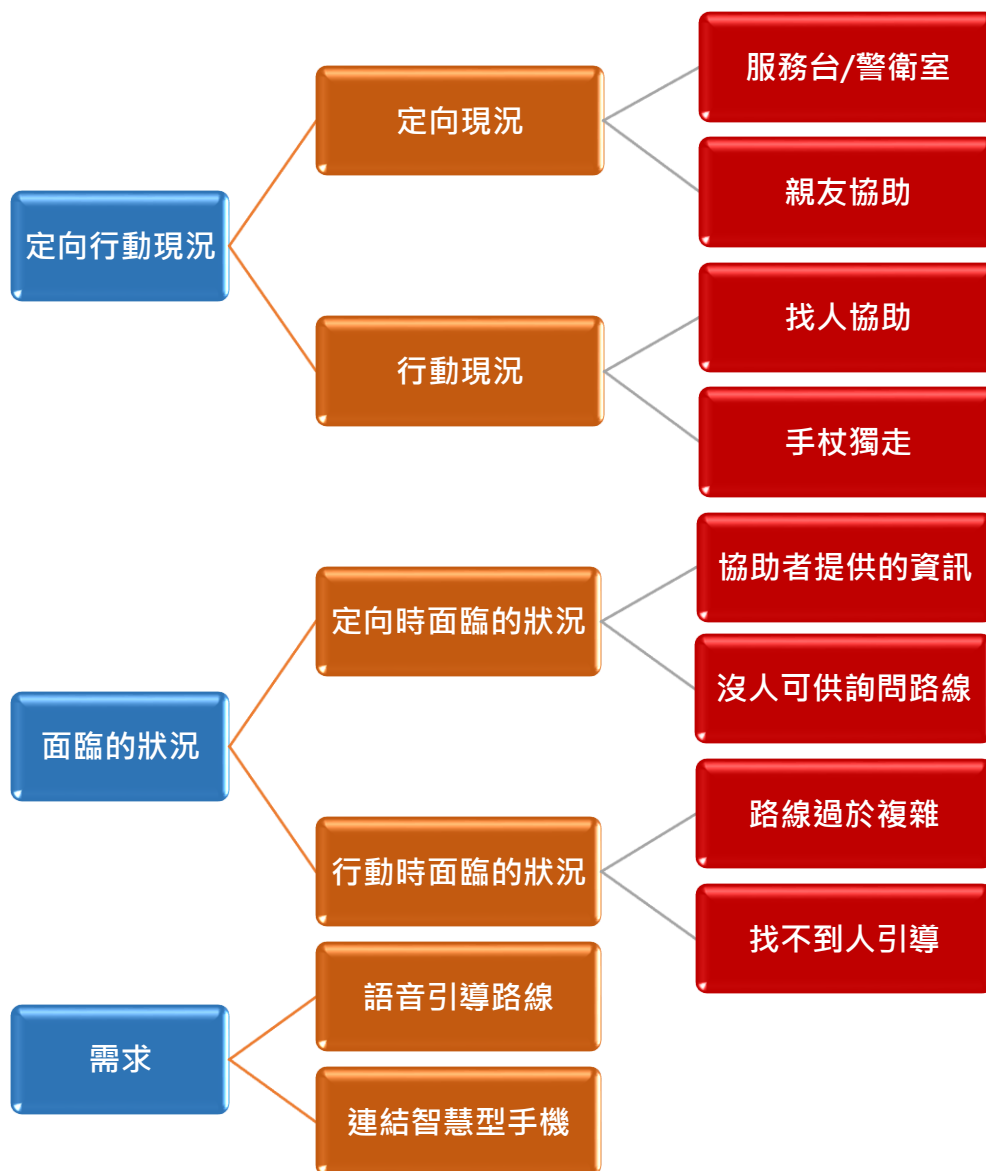 定向行動現況
定向現況
服務台/警衛室
親友協助
行動現況
找人協助
手杖獨走
面臨的狀況
定向時面臨的狀況
協助者提供的資訊
沒人可供詢問路線
行動時面臨的狀況
路線過於複雜
找不到人引導
需求
語音引導路線
連結智慧型手機